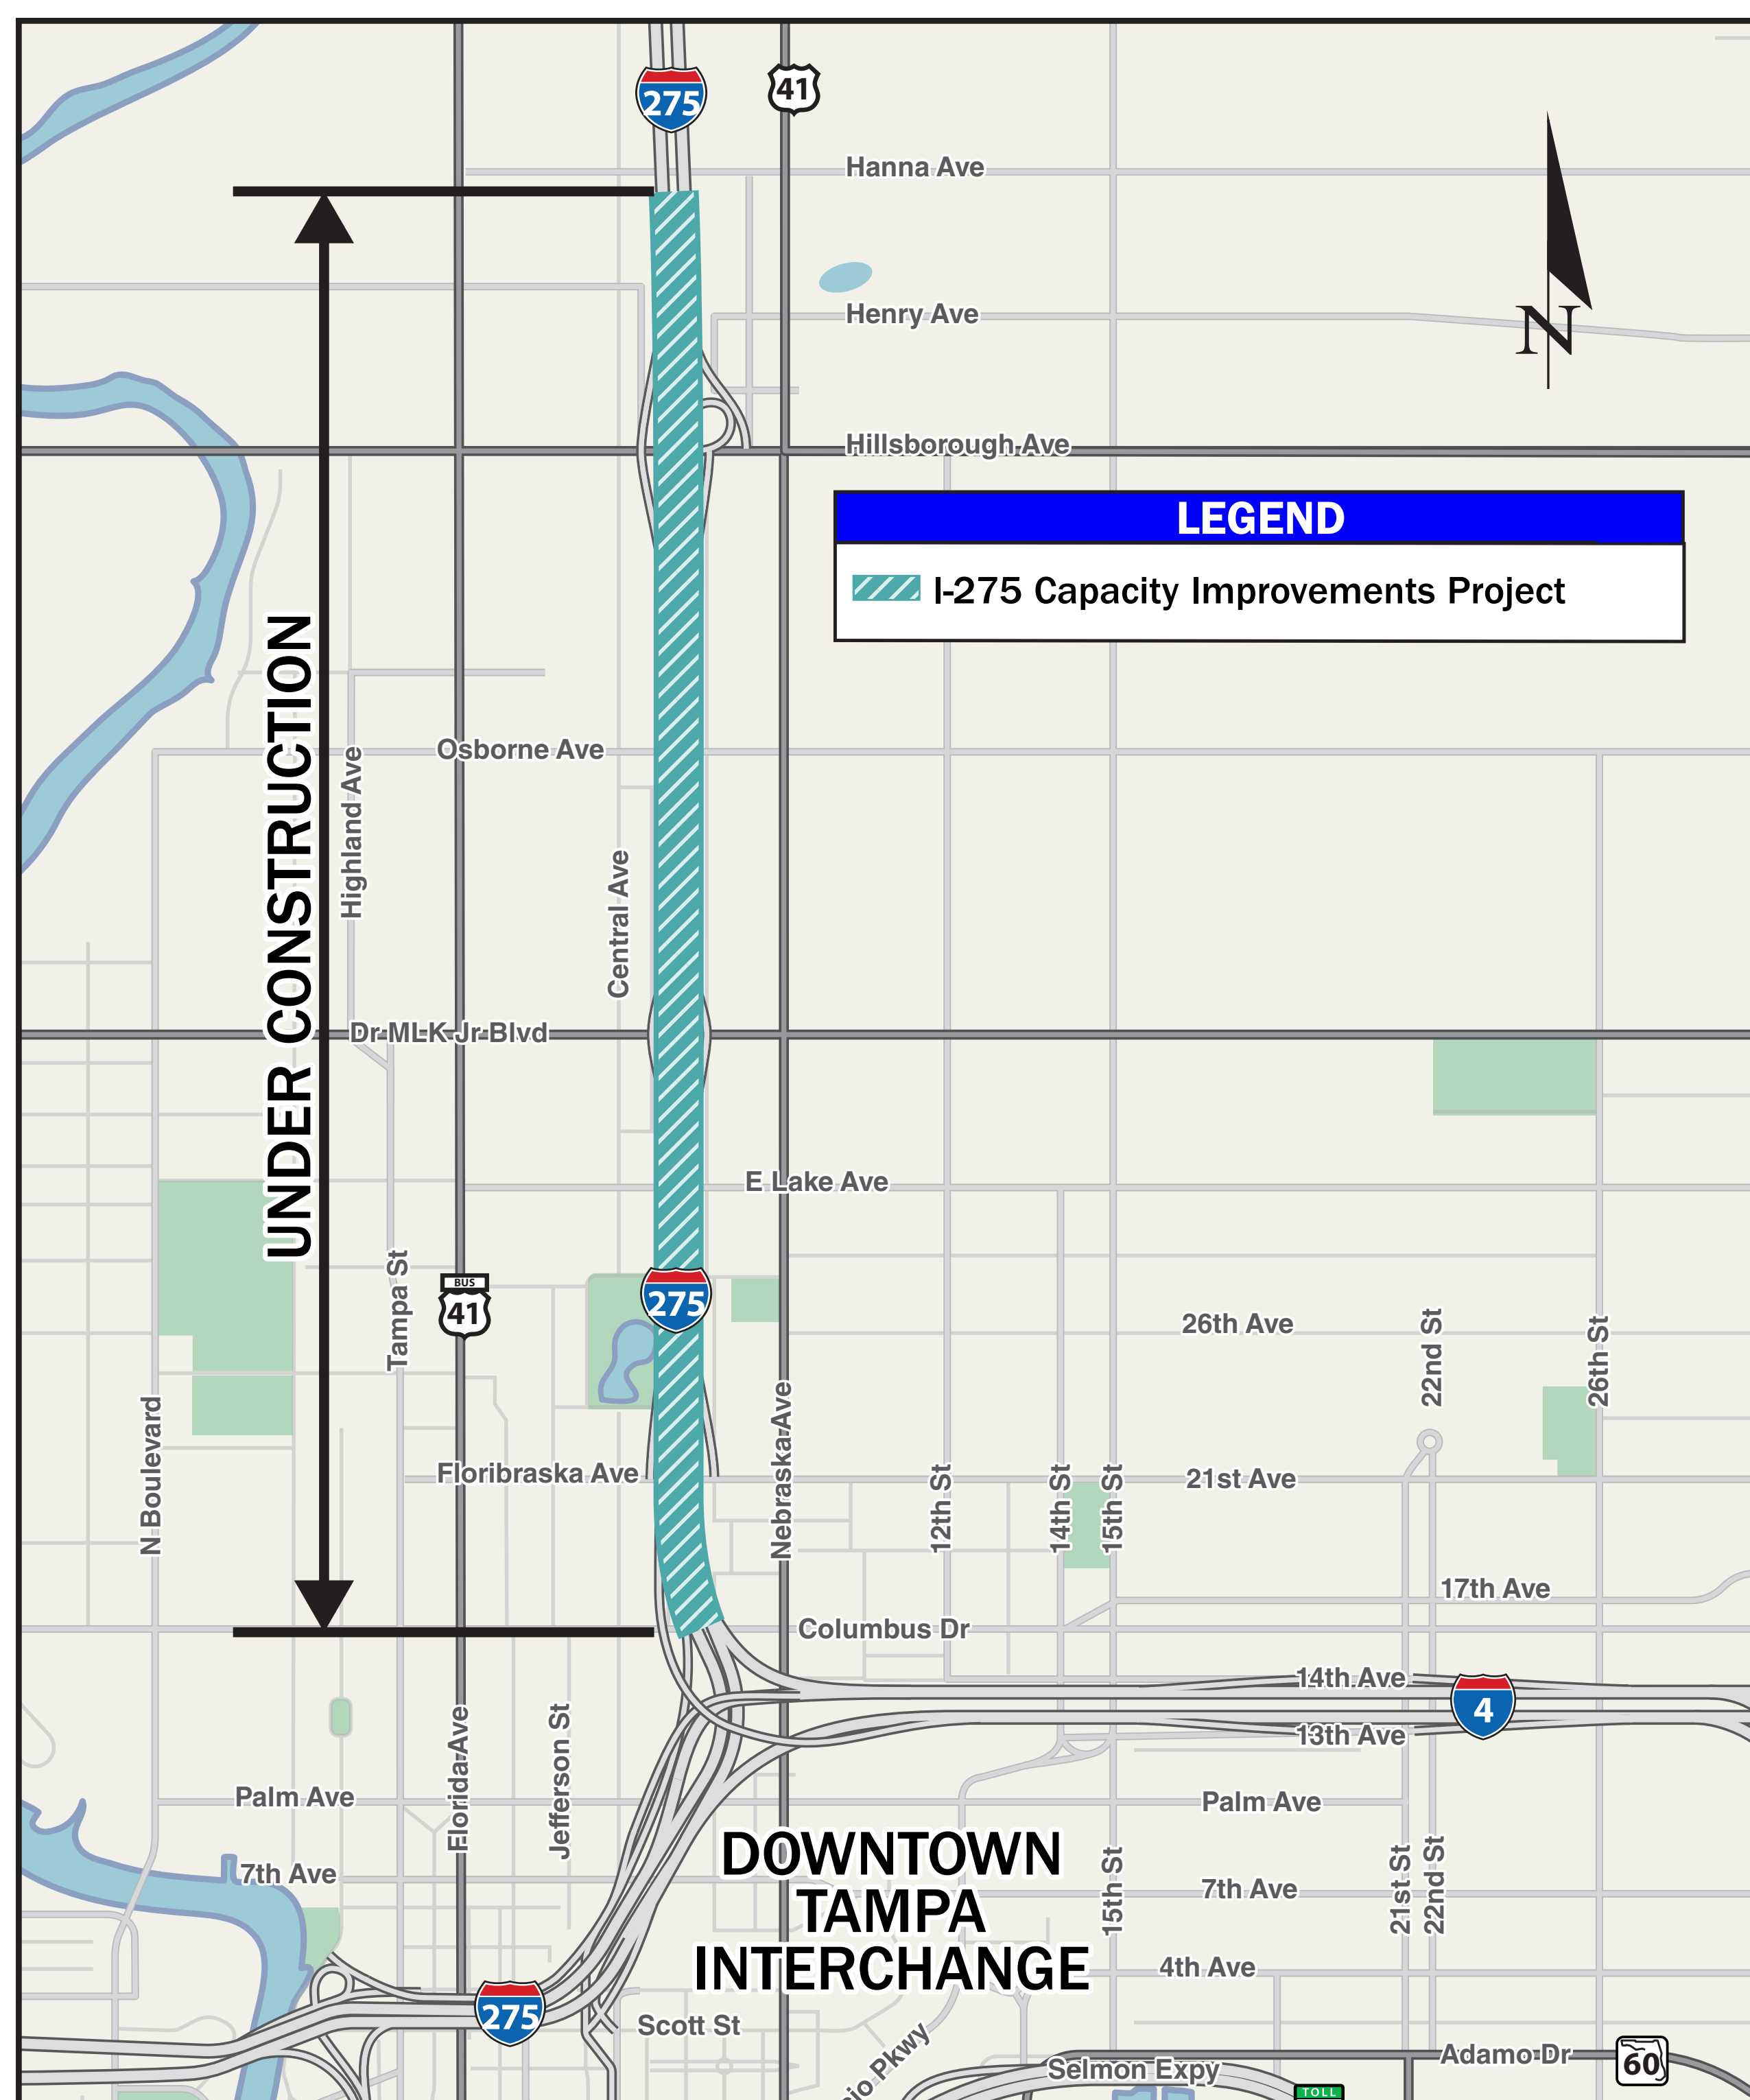 275
41
Hanna Ave
Henry Ave
N
Hillsborough Ave
LEGEND
I-275 Capacity Improvements Project
UNDER CONSTRUCTION
Osborne Ave
Highland Ave
Central Ave
Dr MLK Jr Blvd
E Lake Ave
Tampa St
BUS
41
275
26th Ave
22nd St
26th St
N Boulevard
Floribraska Ave
Nebraska Ave
12th St
14th St
15th St
21st Ave
17th Ave
Columbus Dr
14th Ave
4
13th Ave
Florida Ave
Jefferson St
Palm Ave
Palm Ave
DOWNTOWN
TAMPA
INTERCHANGE
7th Ave
15th St
7th Ave
21st St
22nd St
4th Ave
275
Scott St
Pkwy
Selmon Expy
Adamo Dr
60
TOLL